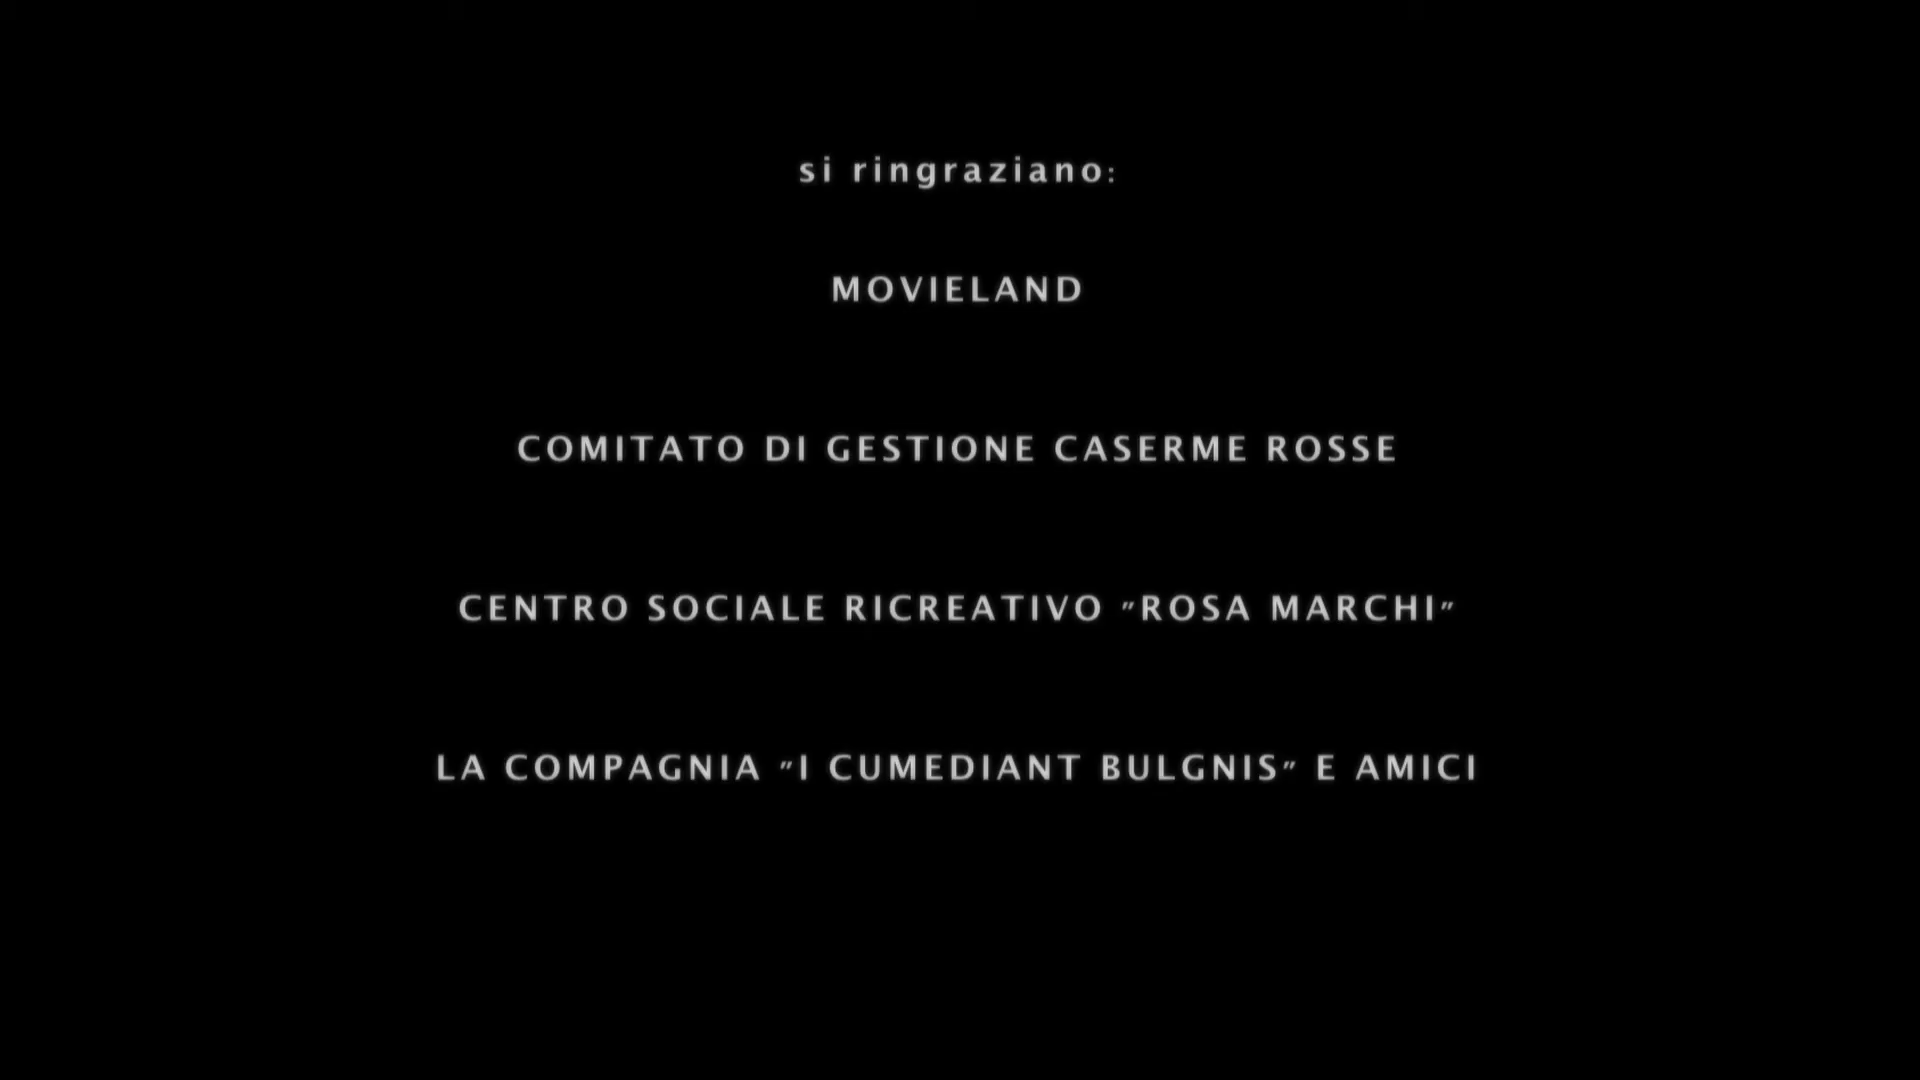 si ringraziano:
MOVIELAND
COMITATO DI GESTIONE CASERME ROSSE
CENTRO SOCIALE RICREATIVO "ROSA MARCHI"
LA COMPAGNIA "I CUMEDIANT BULGNIS" E AMICI